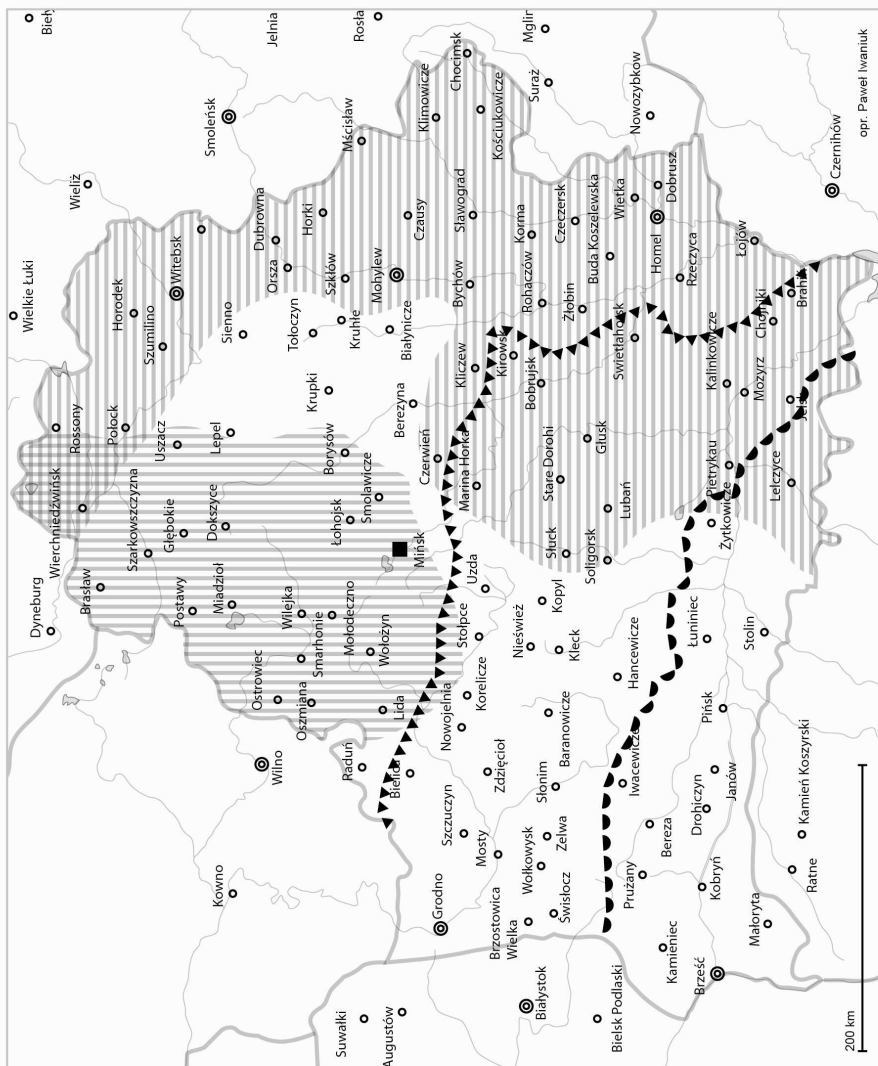 Bieły
Jelnia
Rosła
Mglin
Wielkie Łuki
Wieliż
Smoleńsk
Mścisław
Klimowicze
Chocimsk
Kościukowicze
Suraż
Nowozybkow
Czernihów
opr. Paweł Iwaniuk
Horodek
Witebsk
Szumilino
Sienno
Dubrowna
Orsza
Horki
Szkłów
Tołoczyn
Kruhłe
Mohylew
Białynicze
Czausy
Sławograd
Bychów
Korma
Czeczersk
Rohaczów
Żłobin
Buda Koszelewska
Wietka
Dobrusz
Homel
Rzeczyca
Łojów
Brahiń
Chojniki
Rossony
Połock
Uszacz
Lepel
Krupki
Borysów
Berezyna
Kliczew
Kirowsk
Bobrujsk
Swietłahorsk
Kalinkowicze
Mozyrz
Jelsk
Wierchniedźwińsk
Szarkowszczyzna
Głębokie
Dokszyce
Łohojsk
Smolawicze
Czerwień
Marina Horka
Stare Dorohi
Głusk
Lubań
Pietrykau
Lelczyce
Żytkowicze
Dyneburg
Brasław
Postawy
Miadzioł
Wilejka
Smarhonie
Mołodeczno
Wołożyn
Mińsk
Uzda
Stołpce
Słuck
Soligorsk
Kopyl
Nieśwież
Kleck
Hancewicze
Łuniniec
Stolin
Ostrowiec
Oszmiana
Lida
Nowojelnia
Korelicze
Baranowicze
Pińsk
Wilno
Raduń
Bielica
Zdzięcioł
Słonim
Iwacewicze
Janów
Drohiczyn
Kamień Koszyrski
Kowno
Szczuczyn
Mosty
Zelwa
Wołkowysk
Bereza
Prużany
Kobryń
Ratne
Grodno
Brzostowica
Wielka
Świsłocz
Kamieniec
Małoryta
Brześć
Suwałki
Augustów
Białystok
Bielsk Podlaski
200 km